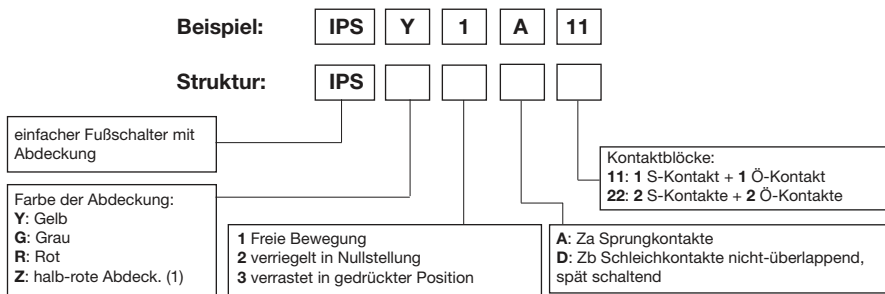 Beispiel: IPS Y 1 A 11
Struktur: IPS
einfacher Fußschalter mit
Abdeckung
Kontaktblöcke:
11: 1 S-Kontakt + 1 Ö-Kontakt
22: 2 S-Kontakte + 2 Ö-Kontakte
Farbe der Abdeckung:
Y: Gelb
G: Grau
R: Rot
Z: halb-rote Abdeck. (1)
1 Freie Bewegung
2 verriegelt in Nullstellung
3 verrastet in gedrückter Position
A: Za Sprungkontakte
D: Zb Schleichkontakte nicht-überlappend,
spät schaltend